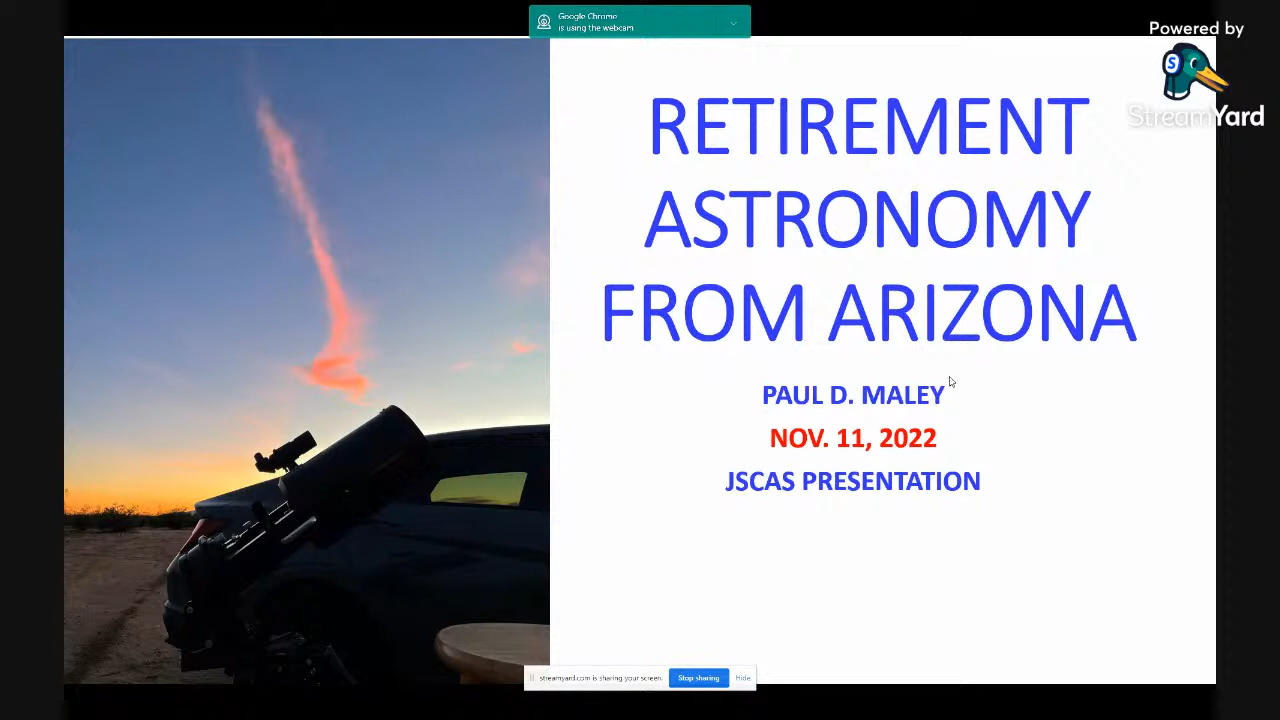 Google Chrome
is using the webcam
Powered by
S
StreamYard
RETIREMENT
ASTRONOMY
FROM ARIZONA
PAUL D. MALEY
NOV. 11, 2022
JSCAS PRESENTATION
streamyard.com is sharing your screen.
Stop sharing
Hide